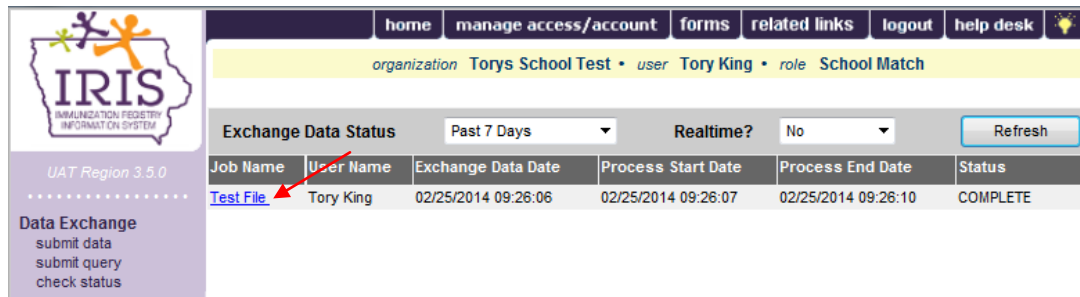 home manage access/account forms related links logout help desk
organization Torys School Test • user Tory King • role School Match
IRIS
IMMUNIZATION REGISTRY
INFORMATION SYSTEM
Exchange Data Status Past 7 Days Realtime? No Refresh
UAT Region 3.5.0
Job Name User Name Exchange Data Date Process Start Date Process End Date Status
Test File Tory King 02/25/2014 09:26:06 02/25/2014 09:26:07 02/25/2014 09:26:10 COMPLETE
Data Exchange
submit data
submit query
check status